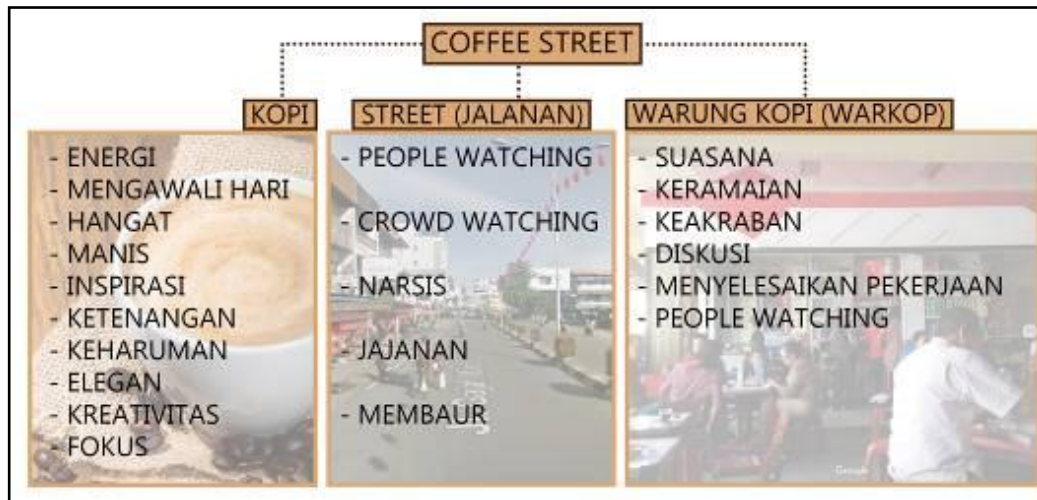 COFFEE STREET
KOPI
- ENERGI
- MENGAWALI HARI
- HANGAT
- MANIS
- INSPIRASI
- KETENANGAN
- KEHARUMAN
- ELEGAN
- KREATIVITAS
- FOKUS
STREET (JALANAN)
- PEOPLE WATCHING
- CROWD WATCHING
- NARSIS
- JAJANAN
- MEMBAUR
WARUNG KOPI (WARKOP)
- SUASANA
- KERAMAIAN
- KEAKRABAN
- DISKUSI
- MENYELESAIKAN PEKERJAAN
- PEOPLE WATCHING
Google